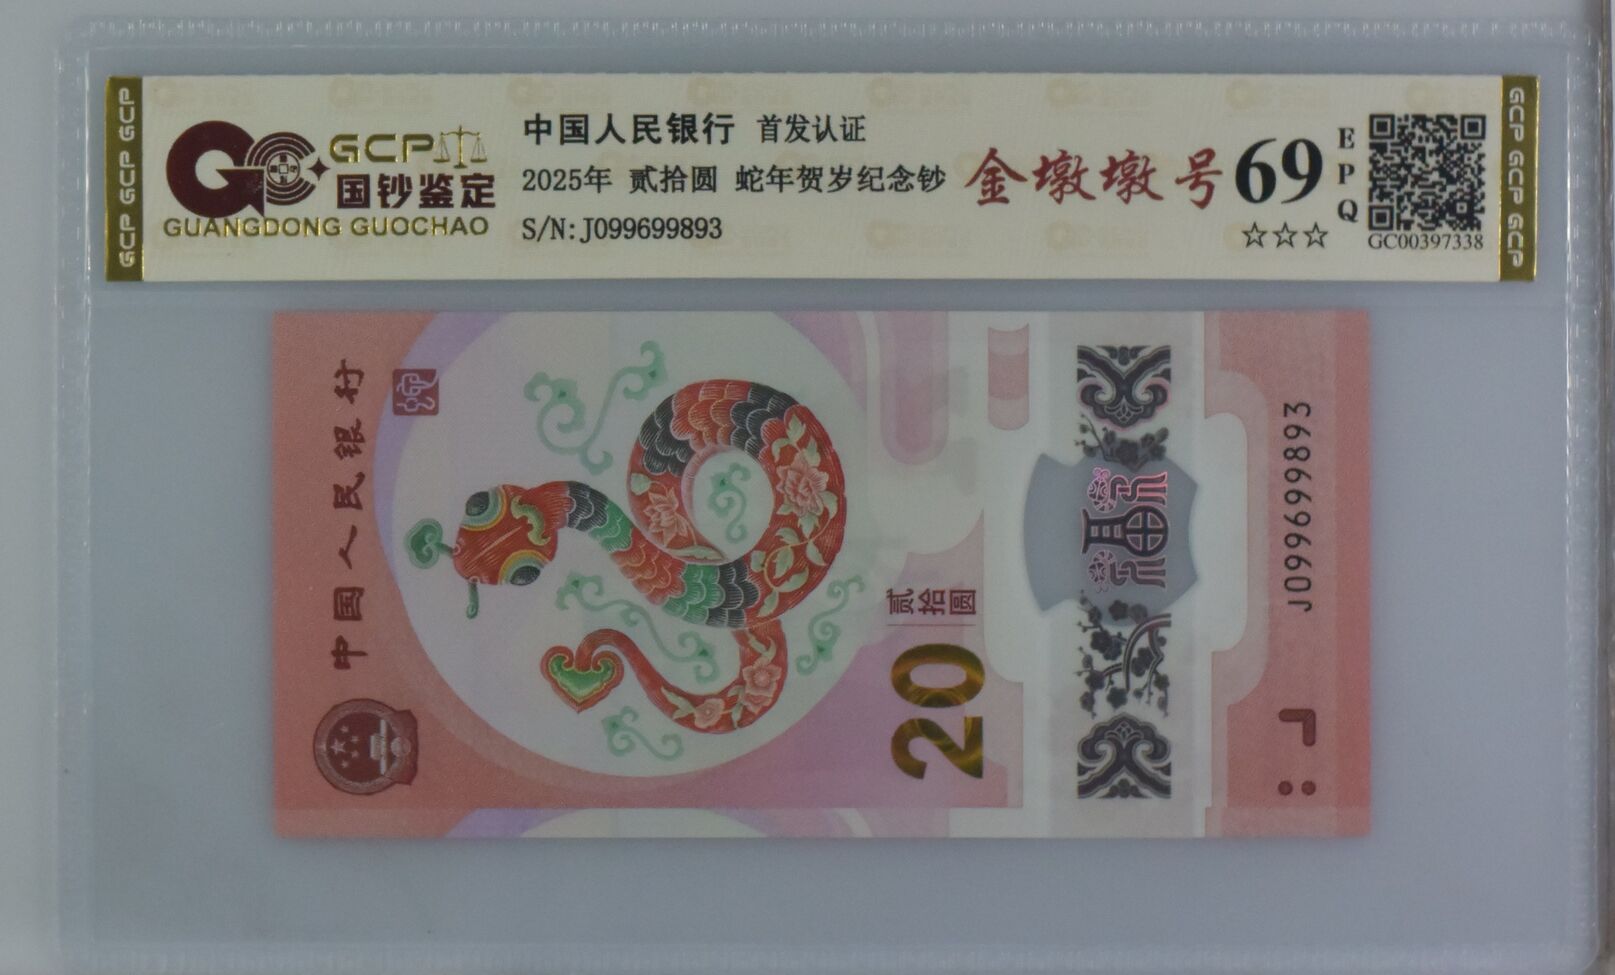 GCP GCP GCP
GCP
国钞鉴定
GUANGDONG GUOCHAO
中国人民银行 首发认证
2025年 贰拾圆 蛇年贺岁纪念钞
S/N:J099699893
金墩墩号
69
EPQ
☆☆☆
GC00397338
GCP GCP GCP
中国人民银行
贰拾圆
20
福
J099699893